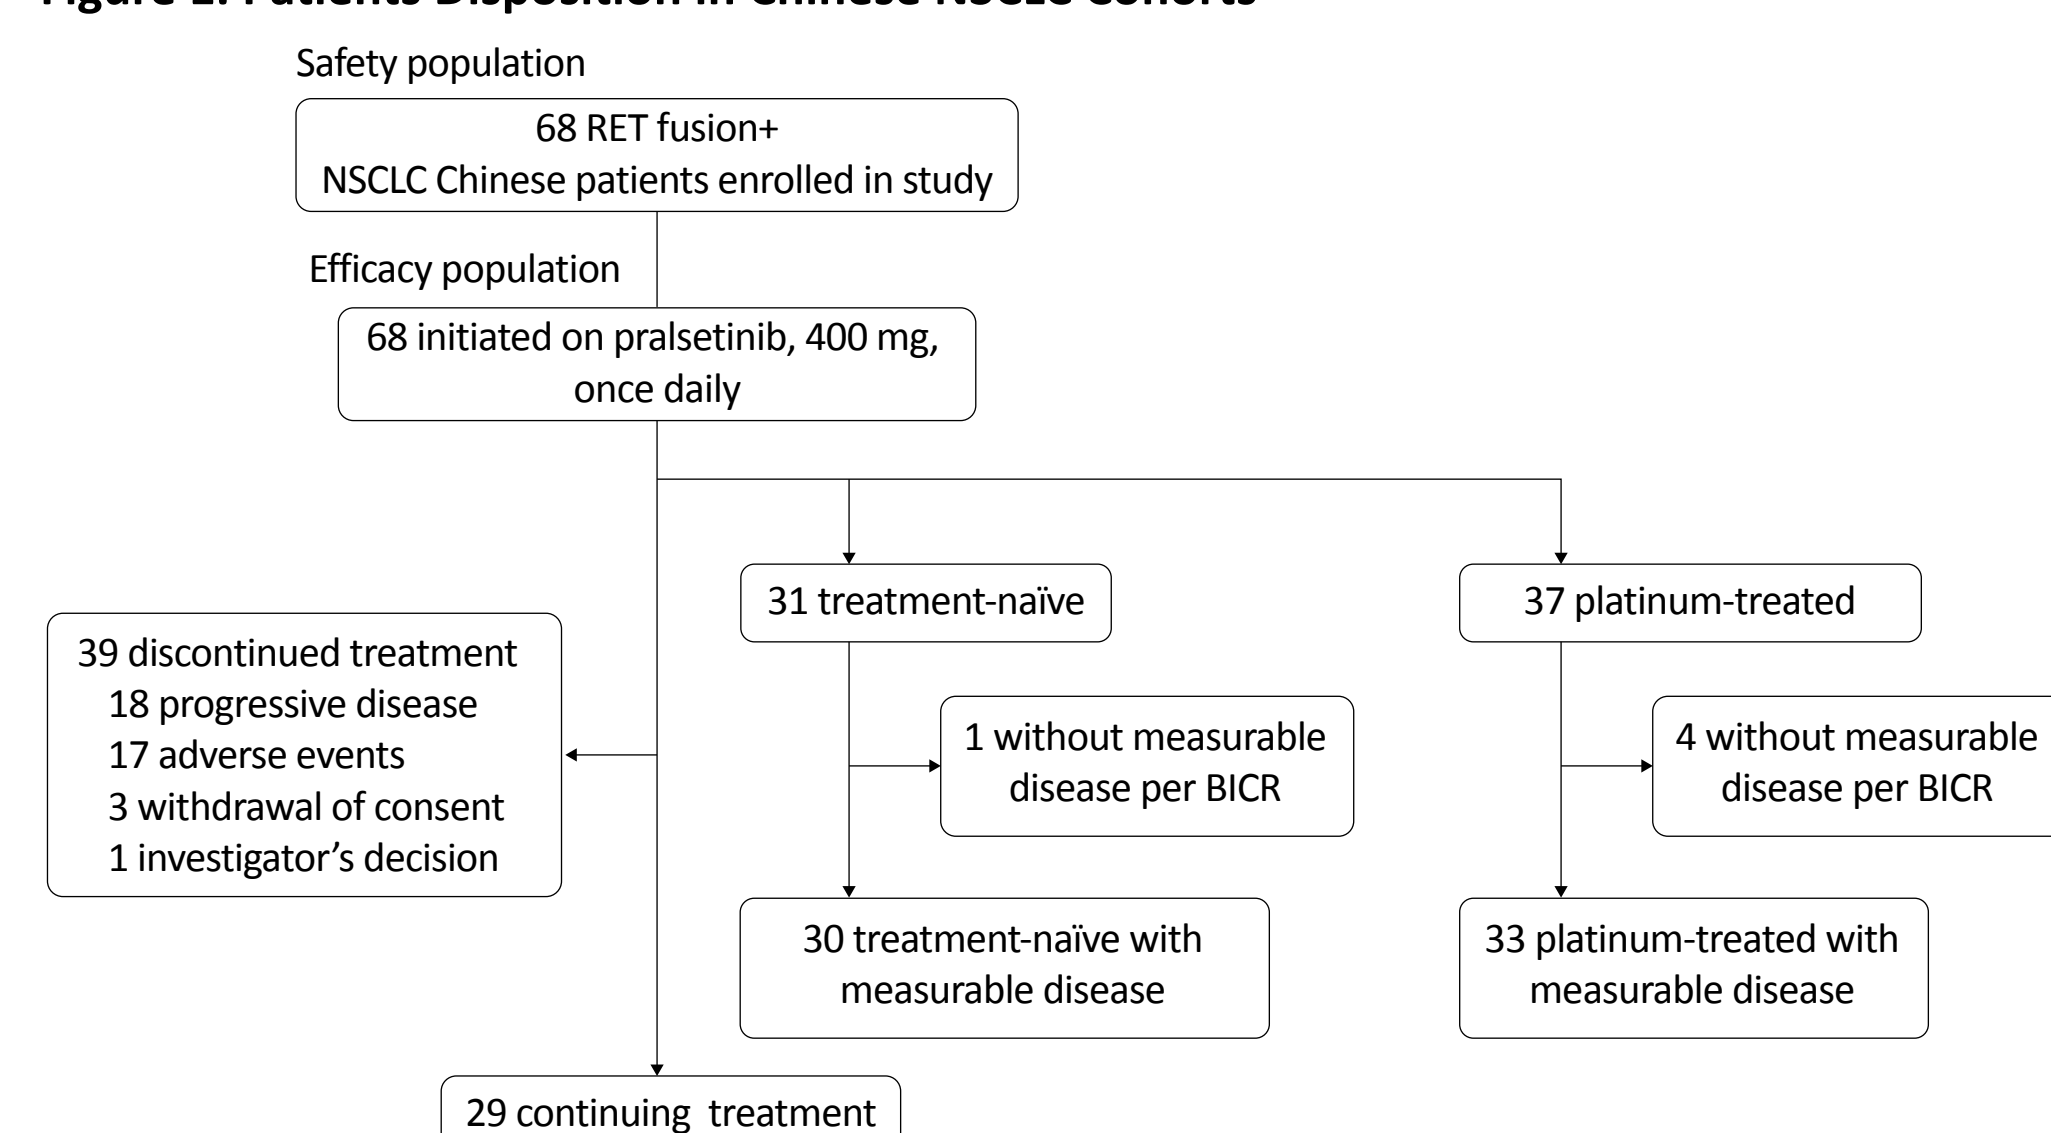 Safety population
68 RET fusion+
NSCLC Chinese patients enrolled in study
Efficacy population
68 initiated on pralsetinib, 400 mg,
once daily
31 treatment-naïve
37 platinum-treated
39 discontinued treatment
18 progressive disease
17 adverse events
3 withdrawal of consent
1 investigator’s decision
1 without measurable
disease per BICR
4 without measurable
disease per BICR
30 treatment-naïve with
measurable disease
33 platinum-treated with
measurable disease
29 continuing treatment